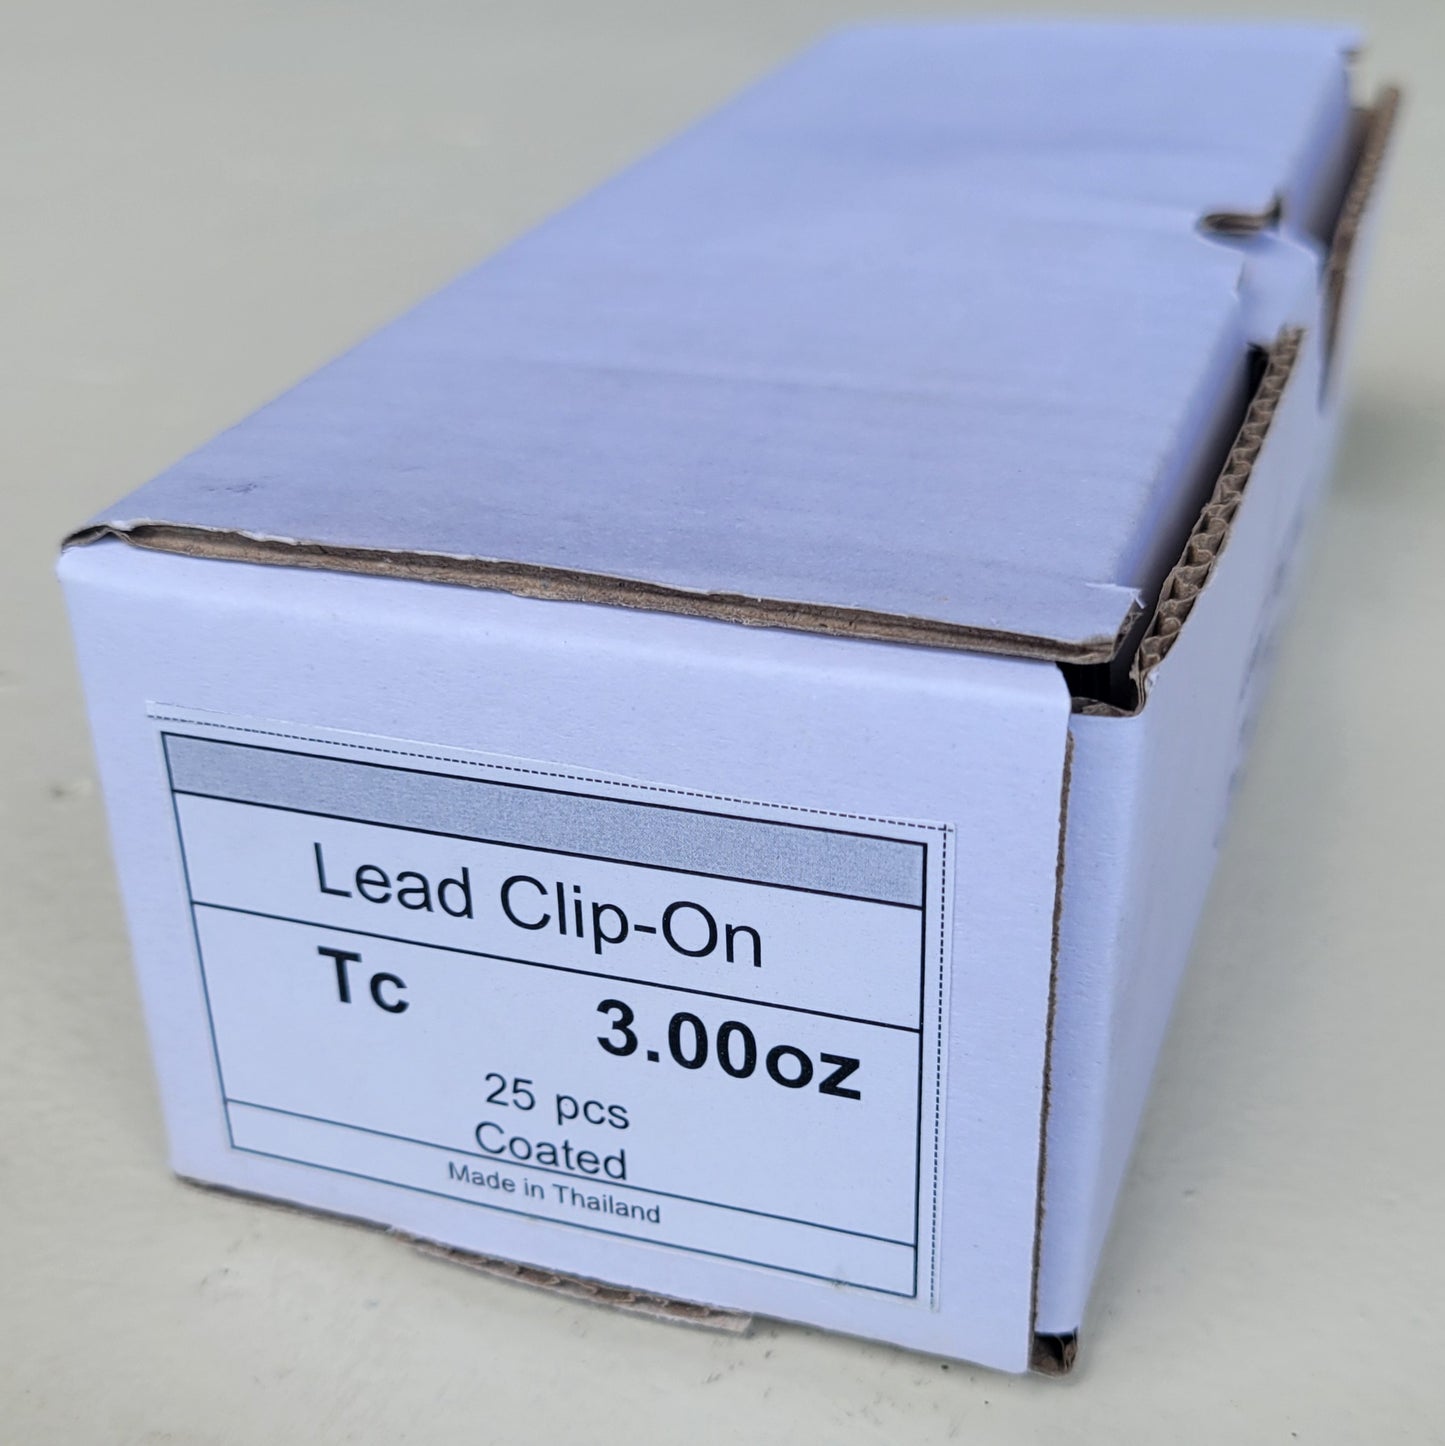 Lead Clip-On
Tc 3.00oz
25 pcs
Coated
Made in Thailand